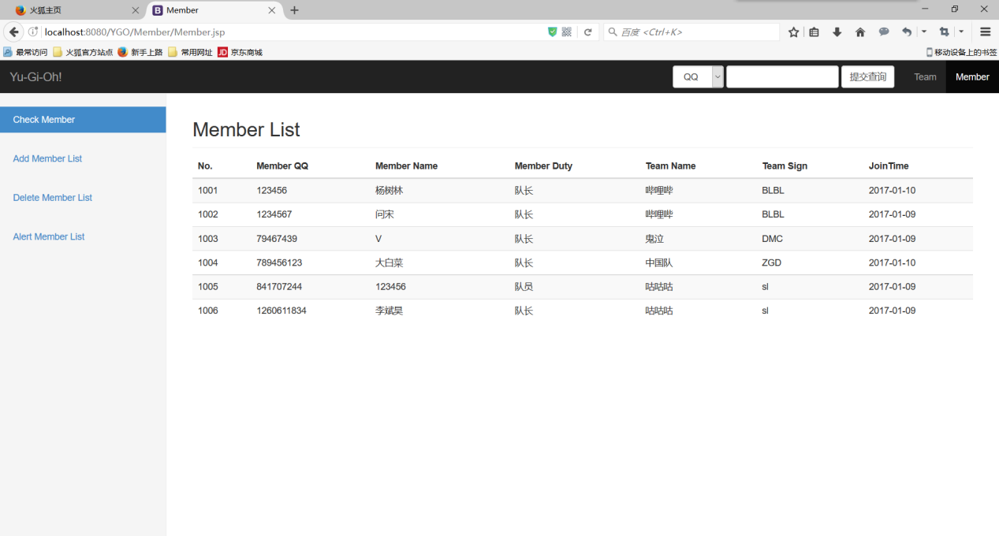 火狐主页 Member
localhost:8080/YGO/Member/Member.jsp 百度 <Ctrl+K>
最常访问 火狐官方站点 新手上路 常用网址 JD 京东商城 移动设备上的书签
Yu-Gi-Oh! QQ 提交查询 Team Member
Check Member
Add Member List
Delete Member List
Alert Member List
Member List
No. Member QQ Member Name Member Duty Team Name Team Sign JoinTime
1001 123456 杨树林 队长 哔哩哔 BLBL 2017-01-10
1002 1234567 问宋 队长 哔哩哔 BLBL 2017-01-09
1003 79467439 V 队长 鬼泣 DMC 2017-01-09
1004 789456123 大白菜 队长 中国队 ZGD 2017-01-10
1005 841707244 123456 队员 咕咕咕 sl 2017-01-09
1006 1260611834 李斌昊 队长 咕咕咕 sl 2017-01-09